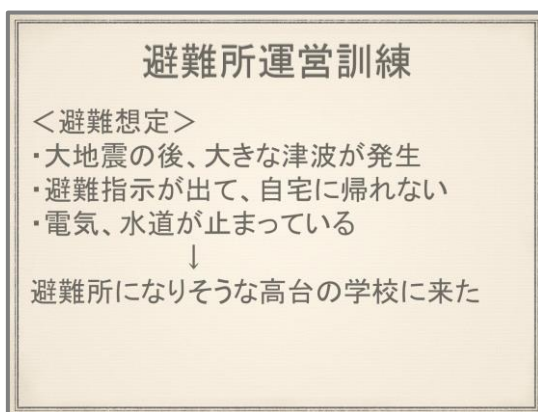 避難所運営訓練
＜避難想定＞
・大地震の後、大きな津波が発生
・避難指示が出て、自宅に帰れない
・電気、水道が止まっている
↓
避難所になりそうな高台の学校に来た